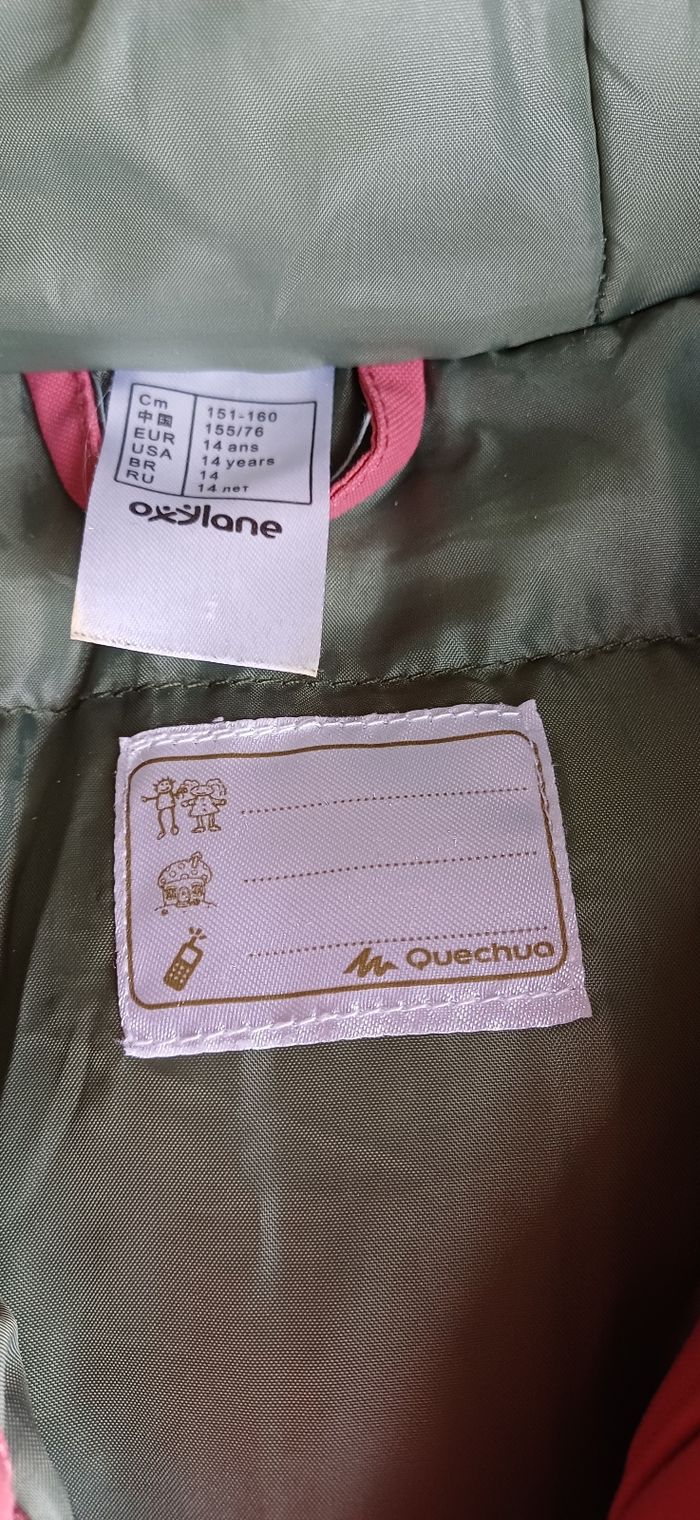 Cm 151-160
中国 155/76
EUR 14 ans
USA 14 years
BR 14
RU 14 лет
oxylane
Quechua